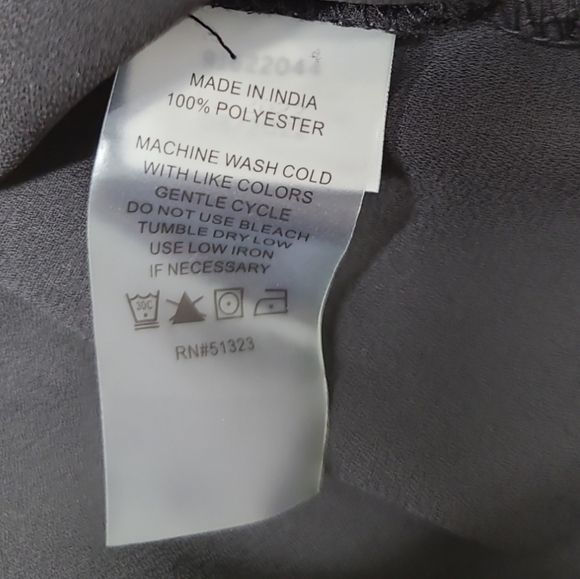 MADE IN INDIA
100% POLYESTER
MACHINE WASH COLD
WITH LIKE COLORS
GENTLE CYCLE
DO NOT USE BLEACH
TUMBLE DRY LOW
USE LOW IRON
IF NECESSARY
30C
RN#51323